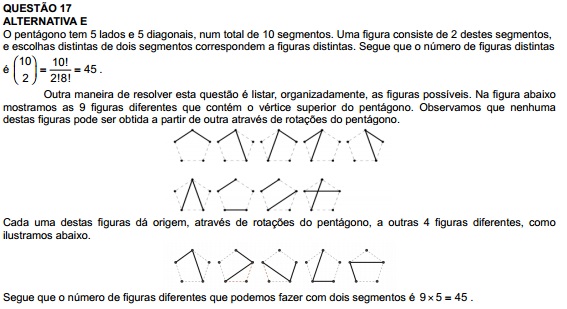 QUESTÃO 17
ALTERNATIVA E
O pentágono tem 5 lados e 5 diagonais, num total de 10 segmentos. Uma figura consiste de 2 destes segmentos,
e escolhas distintas de dois segmentos correspondem a figuras distintas. Segue que o número de figuras distintas
é (10 2) = 10!/2!8! = 45 .
Outra maneira de resolver esta questão é listar, organizadamente, as figuras possíveis. Na figura abaixo
mostramos as 9 figuras diferentes que contém o vértice superior do pentágono. Observamos que nenhuma
destas figuras pode ser obtida a partir de outra através de rotações do pentágono.
Cada uma destas figuras dá origem, através de rotações do pentágono, a outras 4 figuras diferentes, como
ilustramos abaixo.
Segue que o número de figuras diferentes que podemos fazer com dois segmentos é 9×5 = 45 .